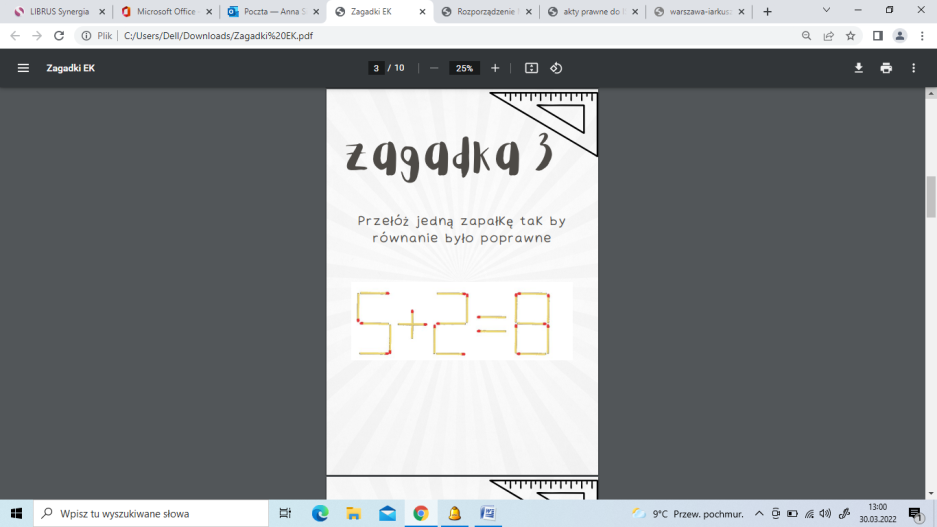 LIBRUS Synergia
Microsoft Office
Poczta — Anna S
Zagadki EK
Rozporządzenie
akty prawne do
warszawa-iarkusz
Plik
C:/Users/Dell/Downloads/Zagadki%20EK.pdf
Zagadki EK
3 / 10
25%
zagadka 3
Przełóż jedną zapałkę tak by
równanie było poprawne
5+2=8
Wpisz tu wyszukiwane słowa
9°C Przew. pochmur.
13:00
30.03.2022
1